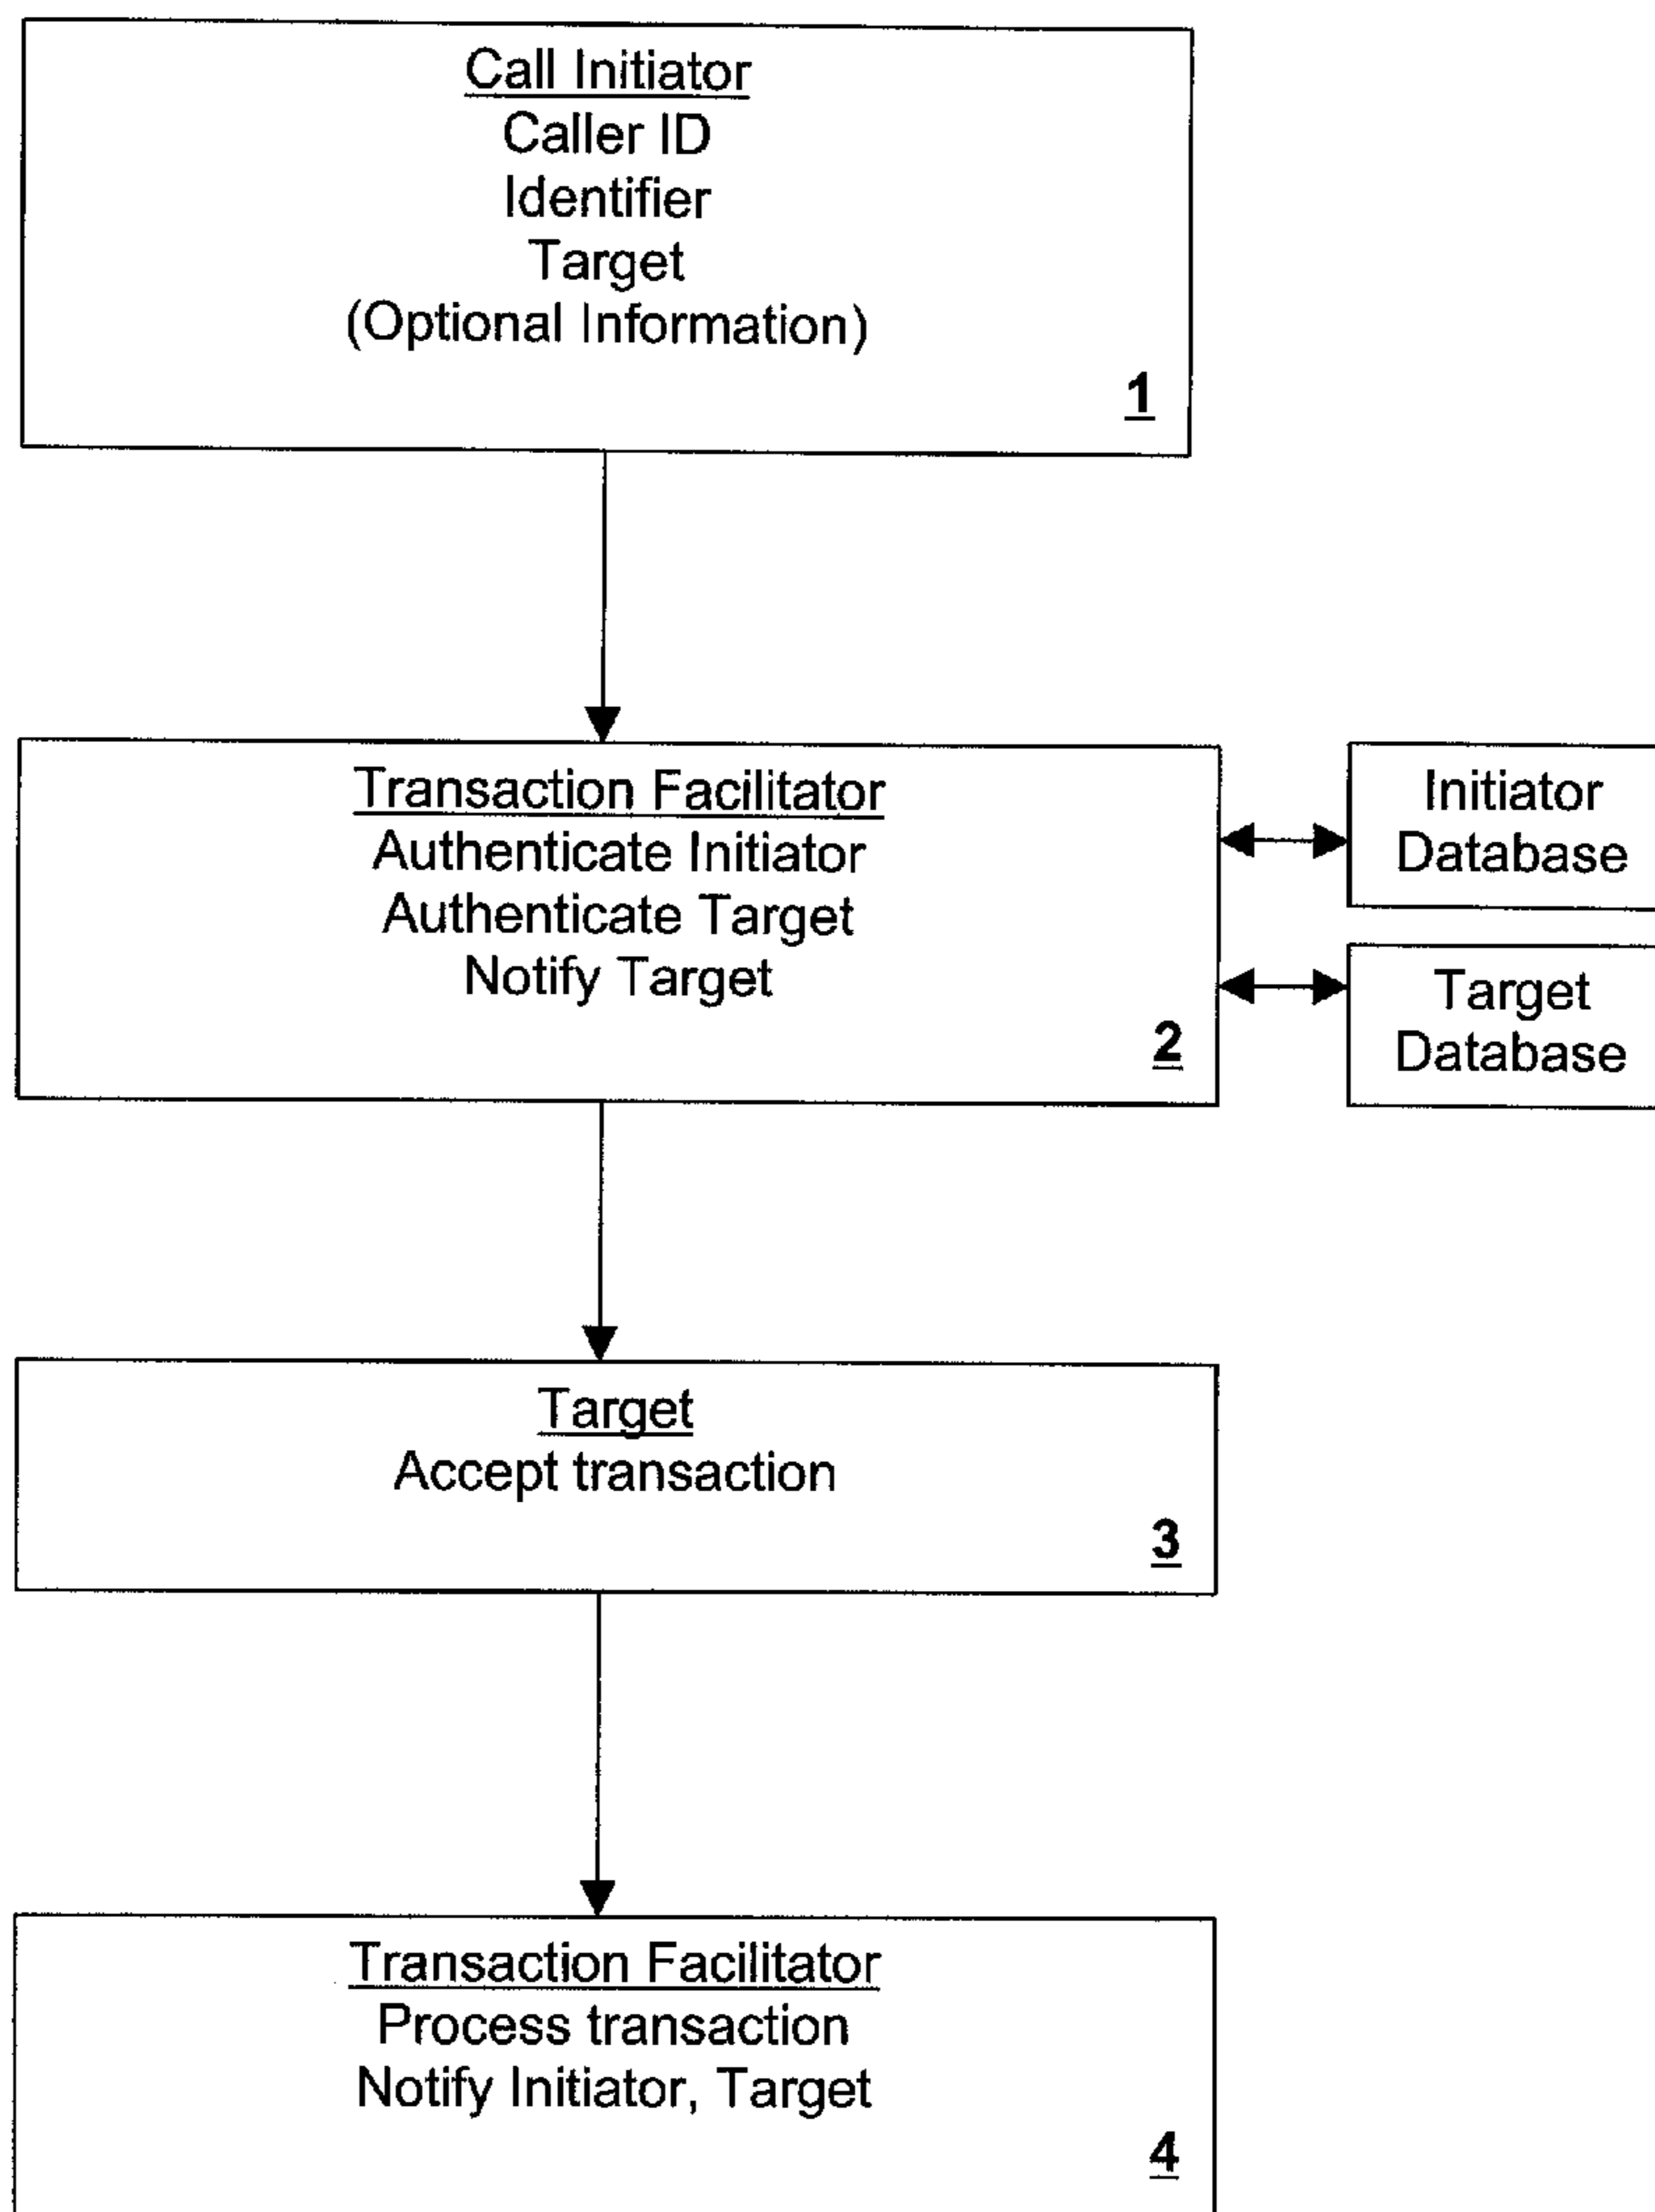 Call Initiator
Caller ID
Identifier
Target
(Optional Information)
1
Transaction Facilitator
Authenticate Initiator
Authenticate Target
Notify Target
2
Initiator
Database
Target
Database
Target
Accept transaction
3
Transaction Facilitator
Process transaction
Notify Initiator, Target
4